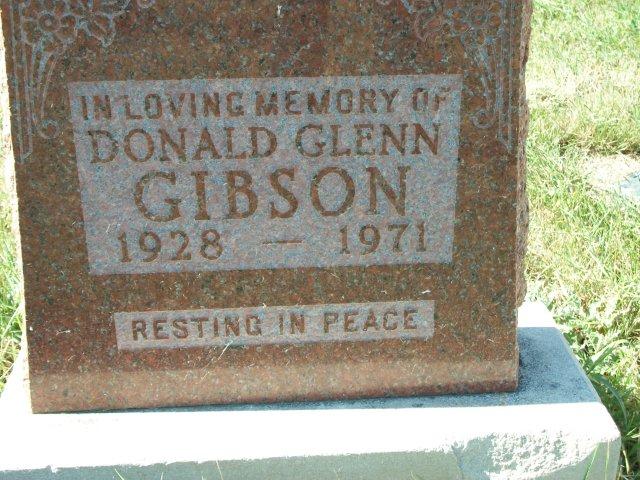 IN LOVING MEMORY OF
DONALD GLENN
GIBSON
1928 — 1971
RESTING IN PEACE